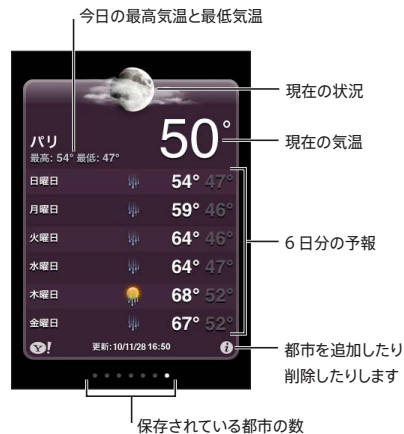 今日の最高気温と最低気温
現在の状況
パリ
50°
現在の気温
最高: 54° 最低: 47°
日曜日 54° 47°
月曜日 59° 46°
火曜日 64° 46°
6 日分の予報
水曜日 64° 47°
木曜日 68° 52°
金曜日 67° 52°
Y! 更新: 10/11/28 16:50 i
都市を追加したり
削除したりします
保存されている都市の数